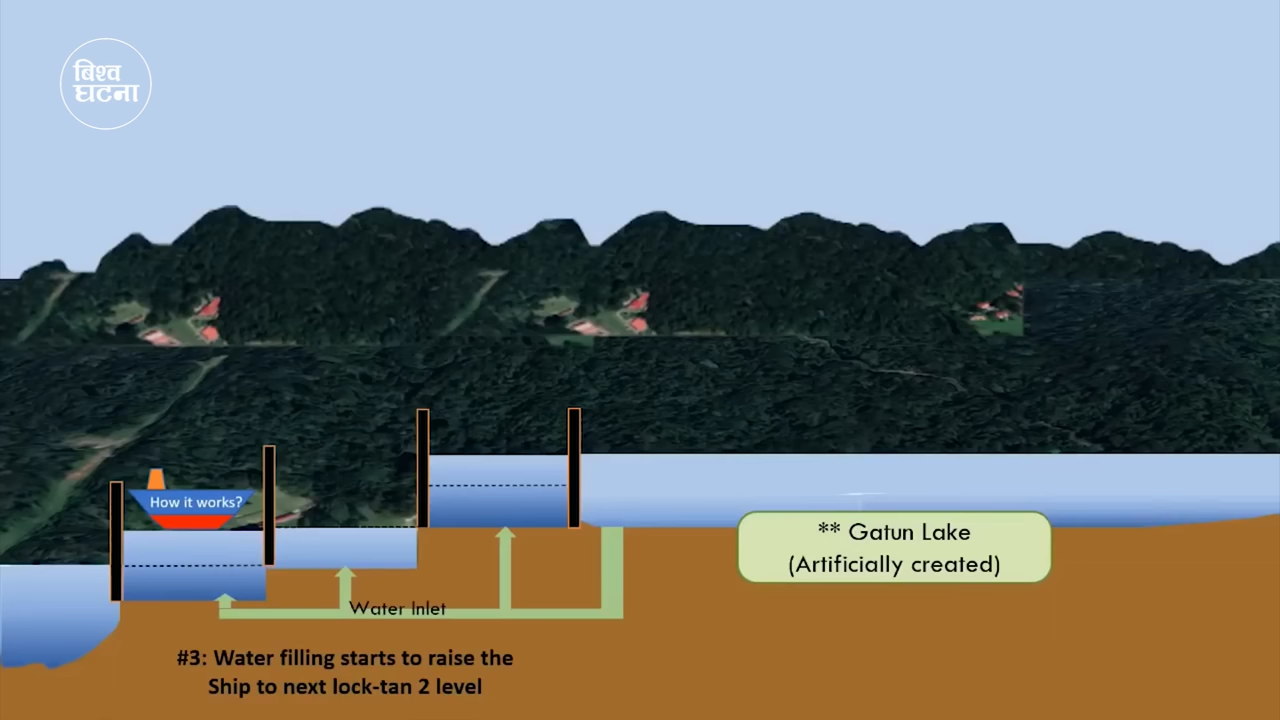 बिश्व
घटना
How it works?
** Gatun Lake
(Artificially created)
Water Inlet
#3: Water filling starts to raise the
Ship to next lock-tan 2 level